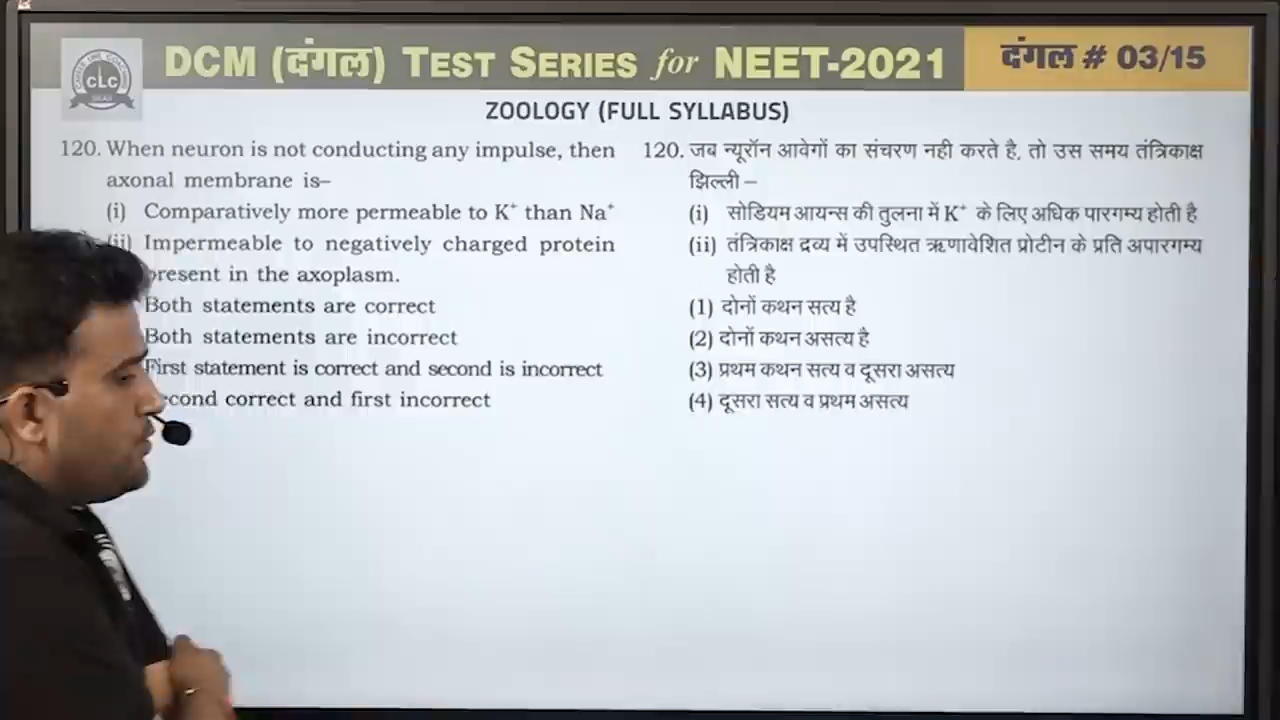 CLC
DCM (दंगल) TEST SERIES for NEET-2021
दंगल # 03/15
ZOOLOGY (FULL SYLLABUS)
120. When neuron is not conducting any impulse, then
axonal membrane is–
(i) Comparatively more permeable to K⁺ than Na⁺
(ii) Impermeable to negatively charged protein
present in the axoplasm.
Both statements are correct
Both statements are incorrect
First statement is correct and second is incorrect
correct and first incorrect
120. जब न्यूरॉन आवेगों का संचरण नही करते है, तो उस समय तंत्रिकाक्ष
झिल्ली –
(i) सोडियम आयन्स की तुलना में K⁺ के लिए अधिक पारगम्य होती है
(ii) तंत्रिकाक्ष द्रव्य में उपस्थित ऋणावेशित प्रोटीन के प्रति अपारगम्य
होती है
(1) दोनों कथन सत्य है
(2) दोनों कथन असत्य है
(3) प्रथम कथन सत्य व दूसरा असत्य
(4) दूसरा सत्य व प्रथम असत्य